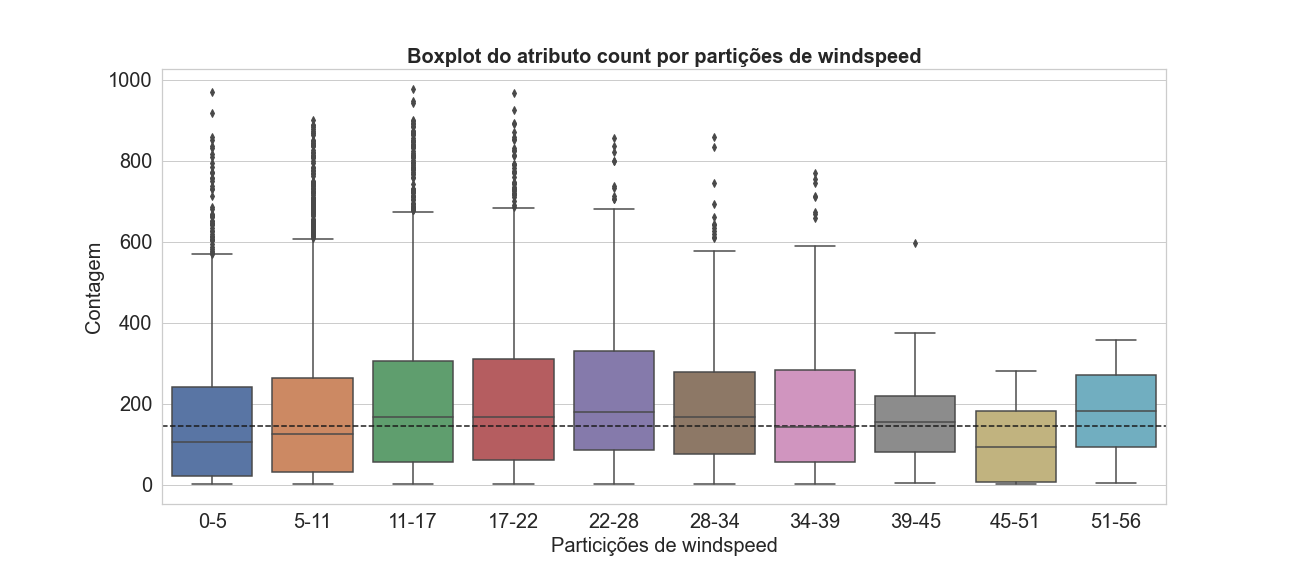 Boxplot do atributo count por partições de windspeed
1000
800
600
400
200
0
Contagem
0-5 5-11 11-17 17-22 22-28 28-34 34-39 39-45 45-51 51-56
Particições de windspeed